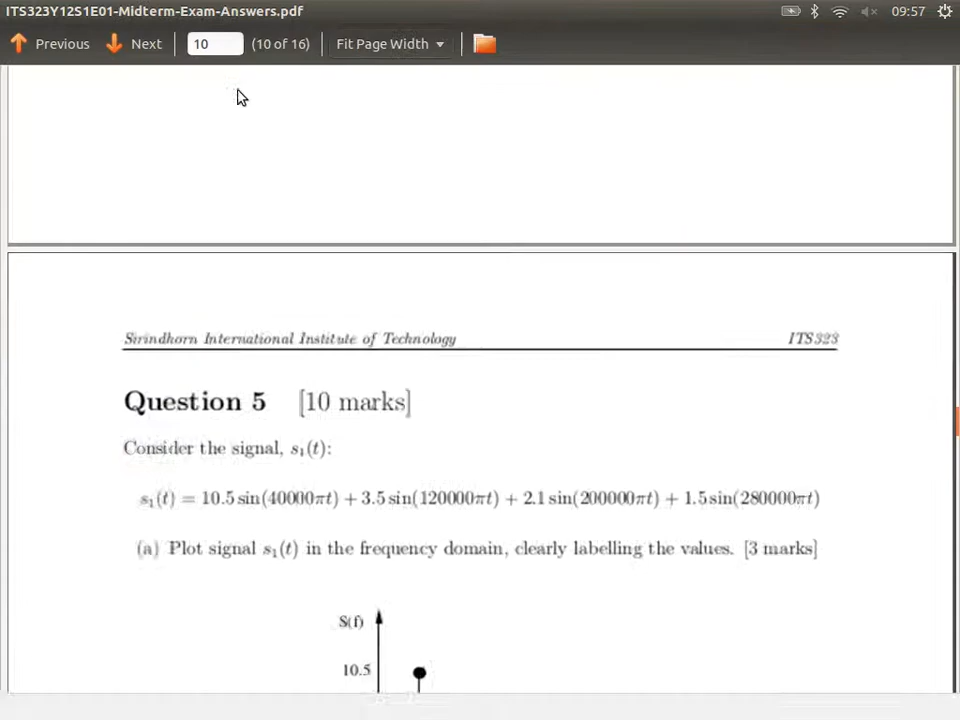 ITS323Y12S1E01-Midterm-Exam-Answers.pdf 09:57
Previous Next 10 (10 of 16) Fit Page Width
Sirindhorn International Institute of Technology ITS323
Question 5 [10 marks]
Consider the signal, s₁(t):
s₁(t) = 10.5 sin(40000πt) + 3.5 sin(120000πt) + 2.1 sin(200000πt) + 1.5 sin(280000πt)
(a) Plot signal s₁(t) in the frequency domain, clearly labelling the values. [3 marks]
S(f)
10.5